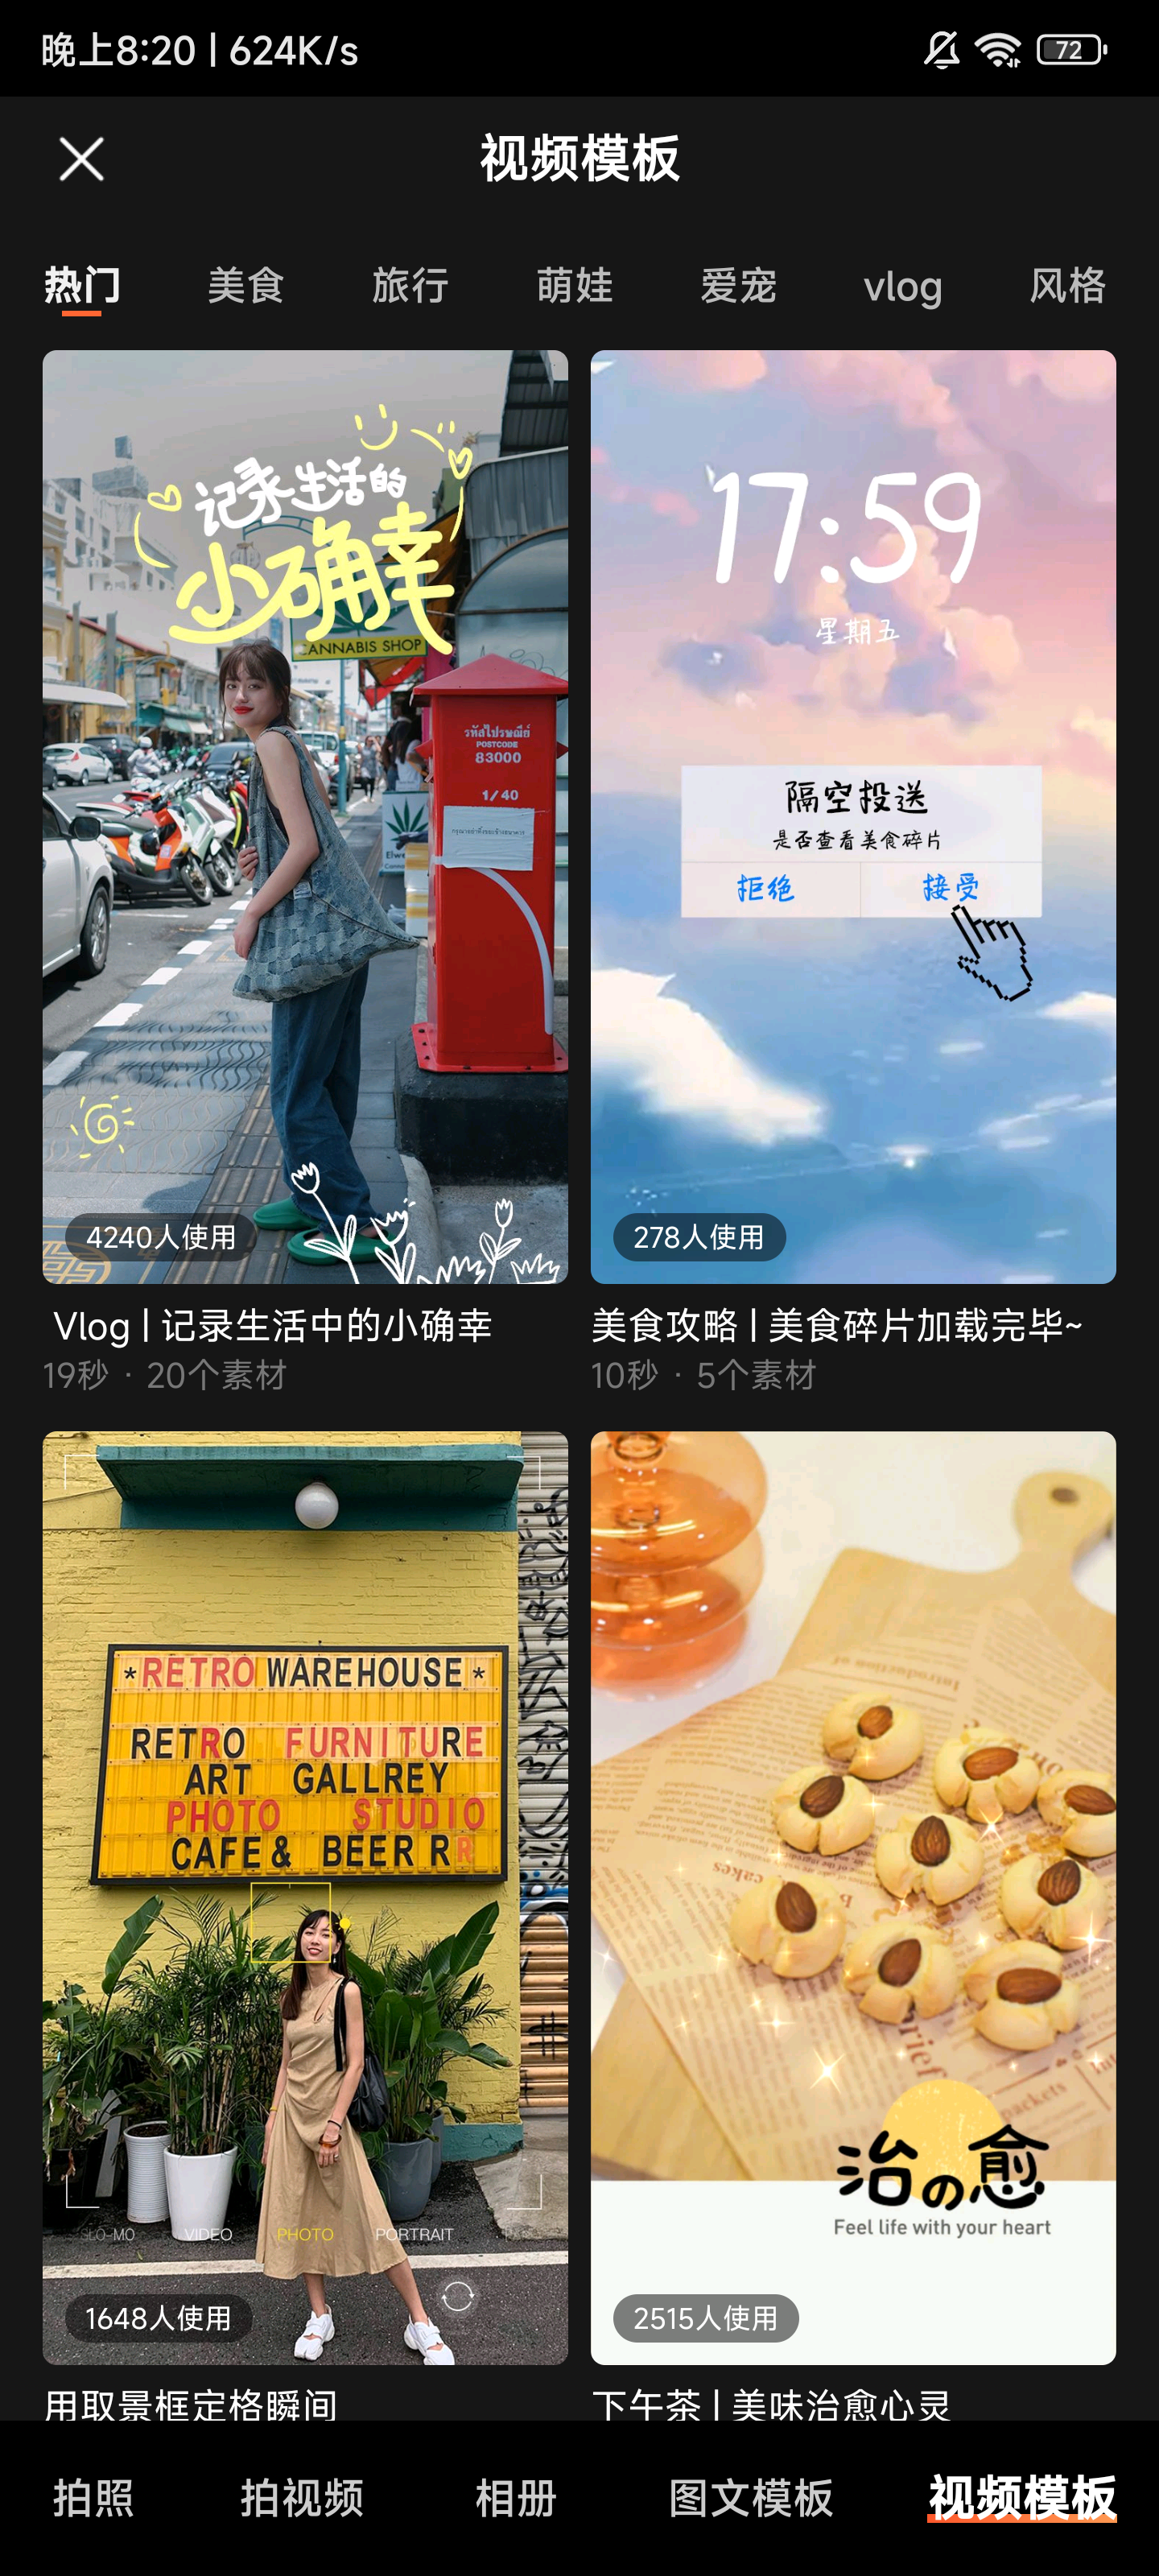 晚上8:20 | 624K/s
72
视频模板
热门 美食 旅行 萌娃 爱宠 vlog 风格
记录生活的
小确幸
CANNABIS SHOP
รหัสไปรษณีย์
POSTCODE
83000
1/40
4240人使用
Vlog | 记录生活中的小确幸
19秒 · 20个素材
17:59
星期五
隔空投送
是否查看美食碎片
拒绝 接受
278人使用
美食攻略 | 美食碎片加载完毕~
10秒 · 5个素材
*RETRO WAREHOUSE*
RETRO FURNITURE
ART GALLREY
PHOTO STUDIO
CAFE & BEER R R
SLO-MO VIDEO PHOTO PORTRAIT
1648人使用
用取景框定格瞬间
cakes
治の愈
Feel life with your heart
2515人使用
下午茶 | 美味治愈心灵
拍照 拍视频 相册 图文模板 视频模板